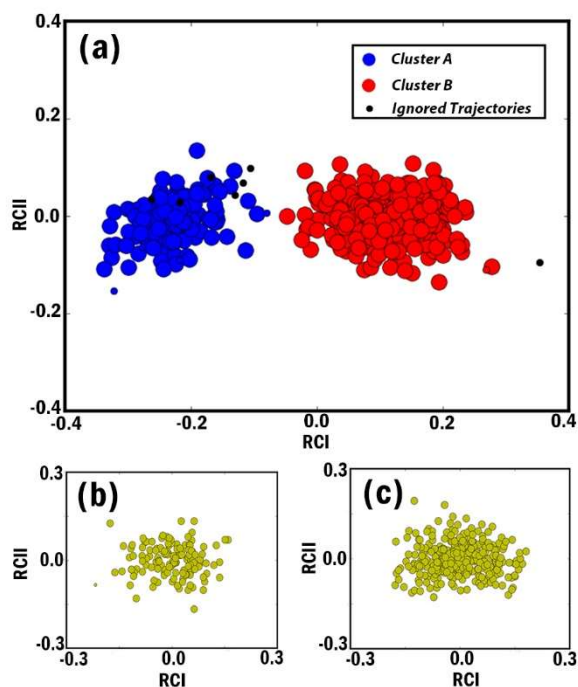 0.4
(a)
Cluster A
Cluster B
Ignored Trajectories
0.2
RCII
0.0
-0.2
-0.4
-0.4 -0.2 0.0 0.2 0.4
RCI
0.3 (b)
RCII
0.0
-0.3
-0.3 0.0 0.3
RCI
0.3 (c)
RCII
0.0
-0.3
-0.3 0.0 0.3
RCI